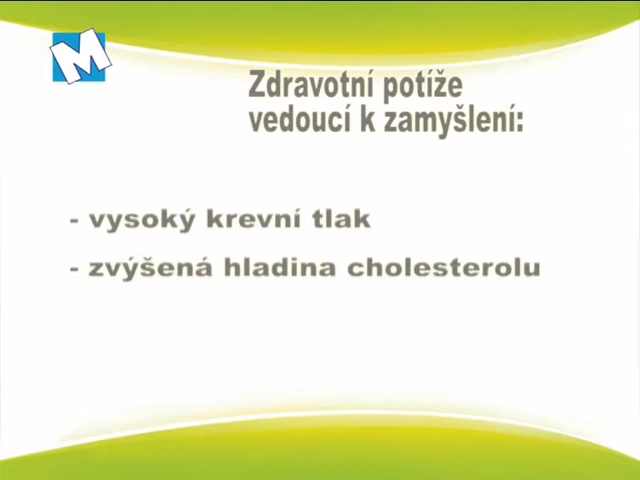 M
Zdravotní potíže
vedoucí k zamyšlení:
- vysoký krevní tlak
- zvýšená hladina cholesterolu